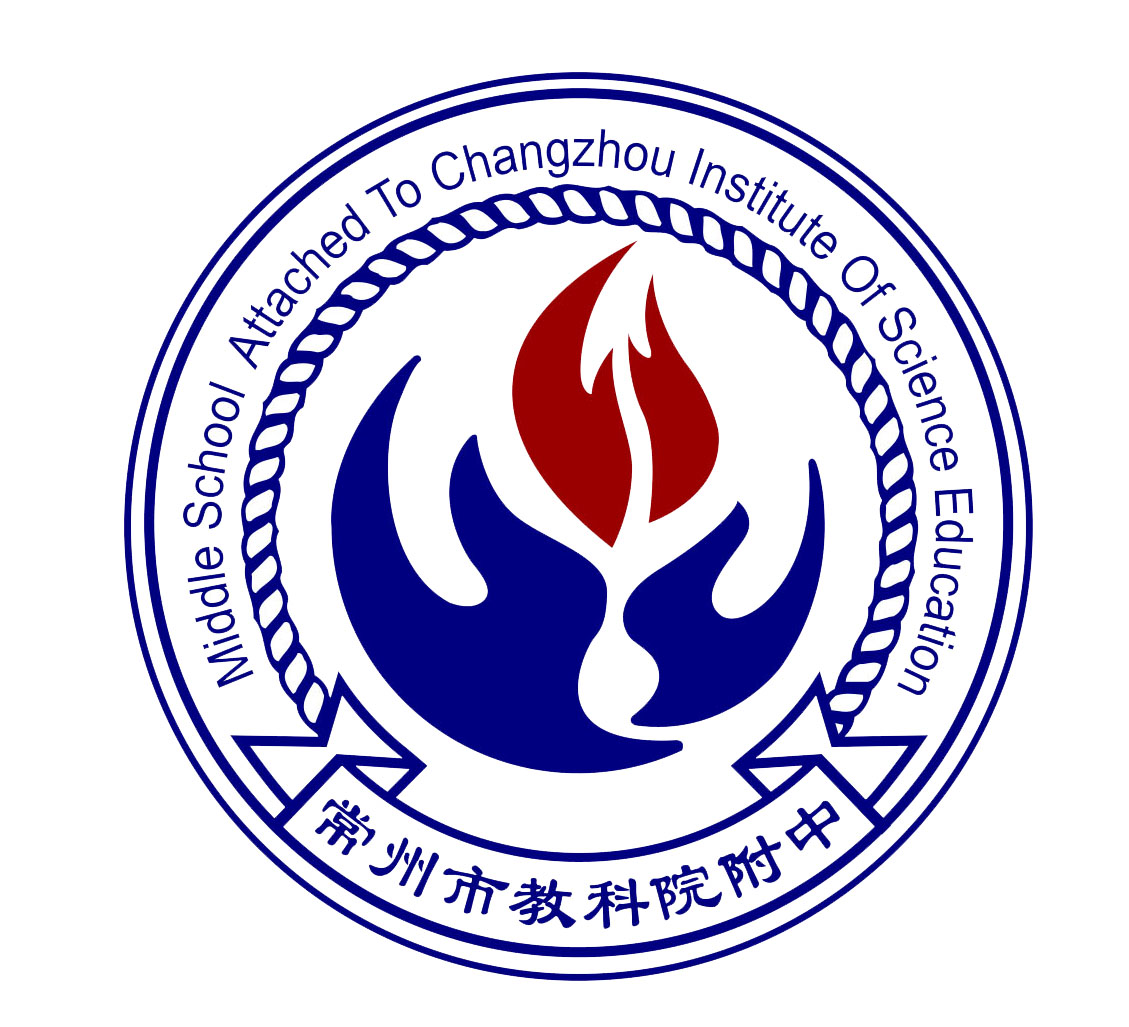 Middle School Attached To Changzhou Institute Of Science Education
常州市教科院附中